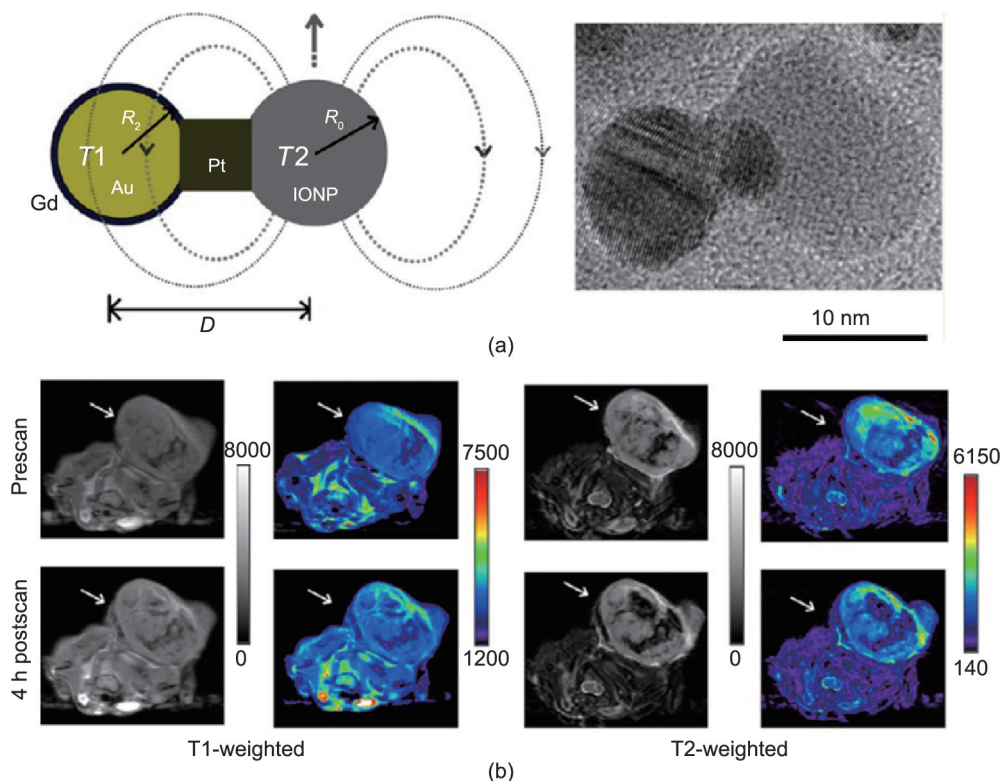 R2
R0
T1
T2
Pt
Au
IONP
Gd
D
10 nm
(a)
Prescan
8000
7500
8000
6150
4 h postscan
0
1200
0
140
T1-weighted
T2-weighted
(b)